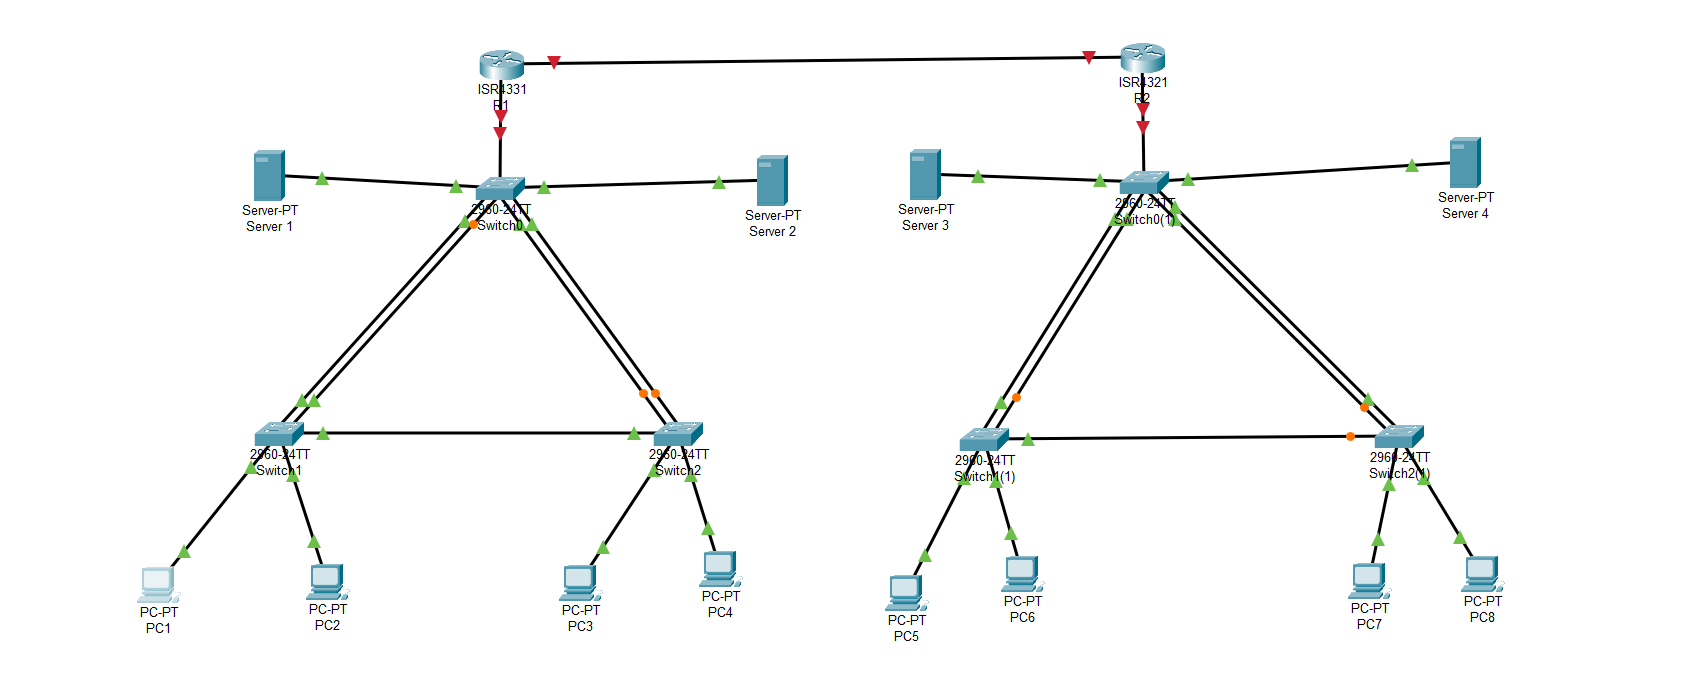 ISR4331
R1
ISR4321
R2
Server-PT
Server 1
2960-24TT
Switch0
Server-PT
Server 2
Server-PT
Server 3
2960-24TT
Switch0(1)
Server-PT
Server 4
2960-24TT
Switch1
2960-24TT
Switch2
2960-24TT
Switch1(1)
2960-24TT
Switch2(1)
PC-PT
PC1
PC-PT
PC2
PC-PT
PC3
PC-PT
PC4
PC-PT
PC5
PC-PT
PC6
PC-PT
PC7
PC-PT
PC8